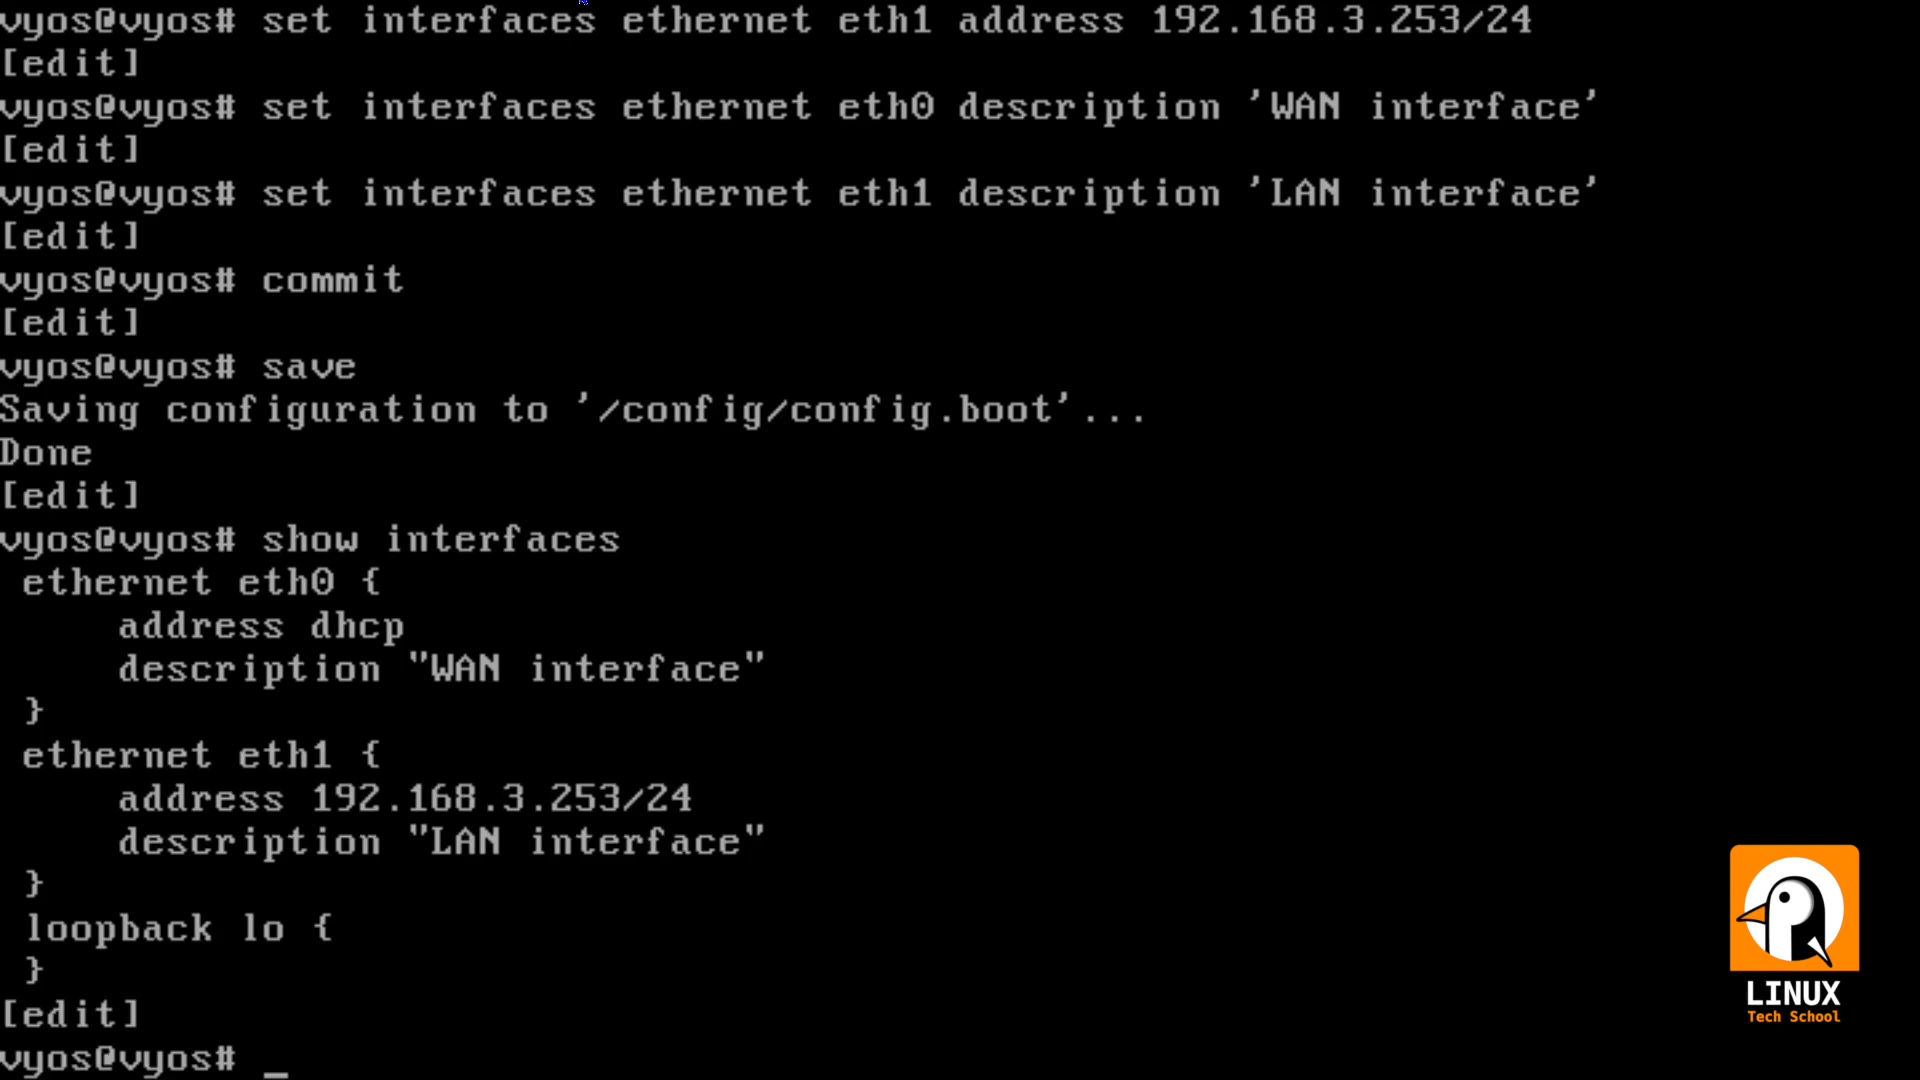 vyos@vyos# set interfaces ethernet eth1 address 192.168.3.253/24
[edit]
vyos@vyos# set interfaces ethernet eth0 description 'WAN interface'
[edit]
vyos@vyos# set interfaces ethernet eth1 description 'LAN interface'
[edit]
vyos@vyos# commit
[edit]
vyos@vyos# save
Saving configuration to '/config/config.boot'...
Done
[edit]
vyos@vyos# show interfaces
 ethernet eth0 {
     address dhcp
     description "WAN interface"
 }
 ethernet eth1 {
     address 192.168.3.253/24
     description "LAN interface"
 }
 loopback lo {
 }
[edit]
vyos@vyos# _
LINUX
Tech School